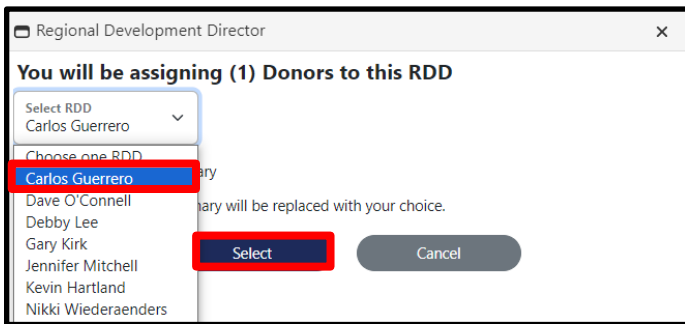 Regional Development Director
You will be assigning (1) Donors to this RDD
Select RDD
Carlos Guerrero
Choose one RDD
Carlos Guerrero
Dave O'Connell
Debby Lee
Gary Kirk
Jennifer Mitchell
Kevin Hartland
Nikki Wiederaenders
will be replaced with your choice.
Select
Cancel